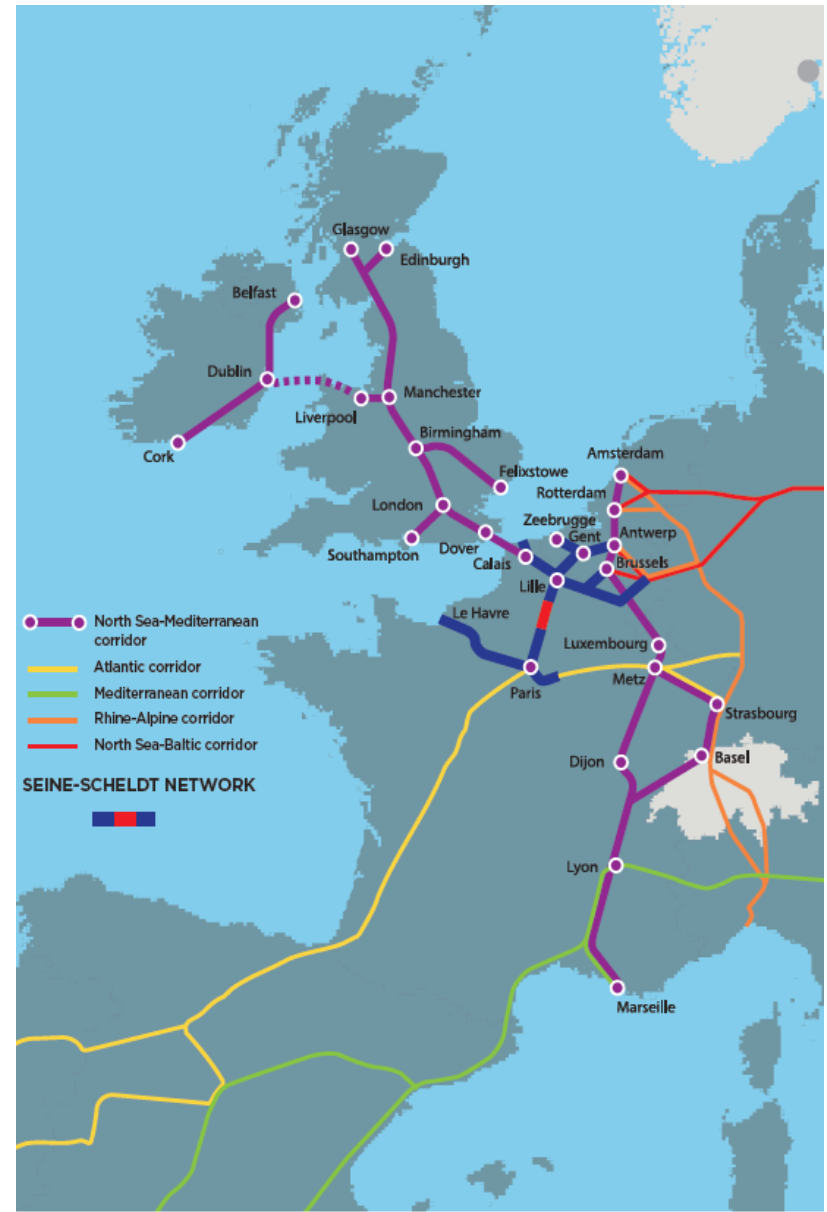 Glasgow
Edinburgh
Belfast
Dublin
Manchester
Liverpool
Cork
Birmingham
Felixstowe
Amsterdam
Rotterdam
London
Zeebrugge
Gent
Antwerp
Southampton
Dover
Calais
Brussels
Lille
Le Havre
Luxembourg
Paris
Metz
Strasbourg
Dijon
Basel
Lyon
Marseille
North Sea-Mediterranean
corridor
Atlantic corridor
Mediterranean corridor
Rhine-Alpine corridor
North Sea-Baltic corridor
SEINE-SCHELDT NETWORK